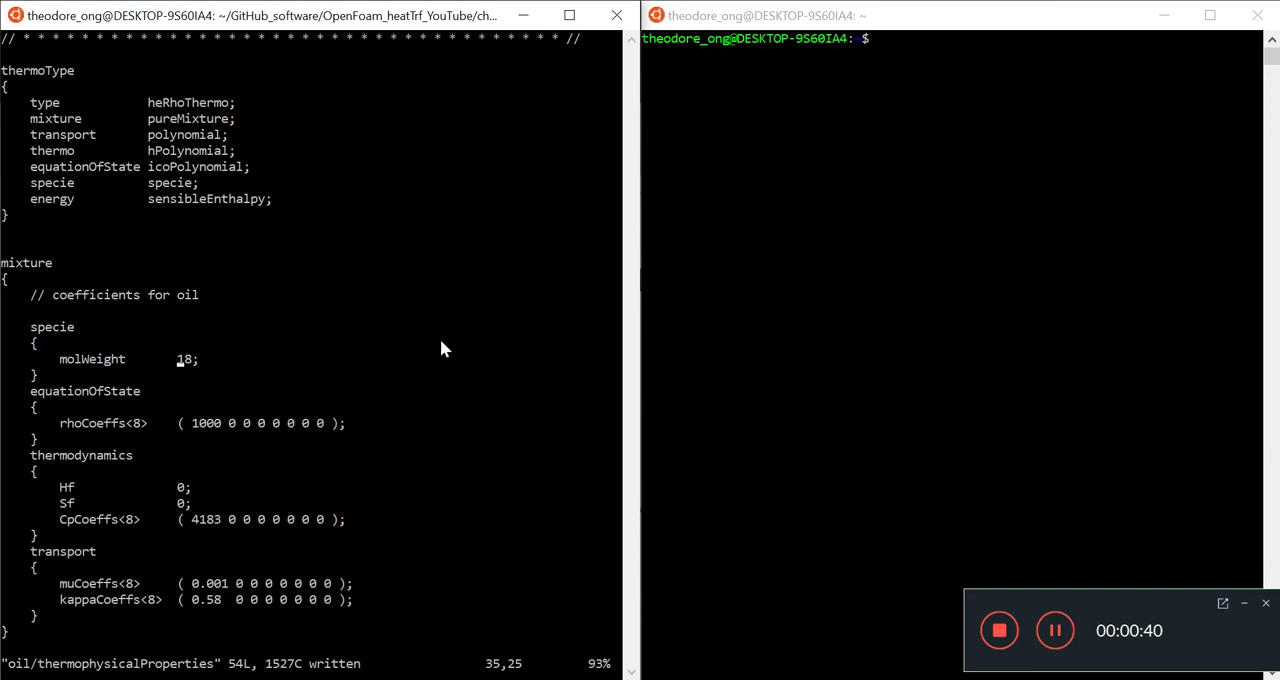 theodore_ong@DESKTOP-9S60IA4: ~/GitHub_software/OpenFoam_heatTrf_YouTube/ch...
theodore_ong@DESKTOP-9S60IA4: ~
// * * * * * * * * * * * * * * * * * * * * * * * * * * * * * * * * * * * * * //
theodore_ong@DESKTOP-9S60IA4:~$
thermoType
{
type heRhoThermo;
mixture pureMixture;
transport polynomial;
thermo hPolynomial;
equationOfState icoPolynomial;
specie specie;
energy sensibleEnthalpy;
}
mixture
{
// coefficients for oil
specie
{
molWeight 18;
}
equationOfState
{
rhoCoeffs<8> ( 1000 0 0 0 0 0 0 0 );
}
thermodynamics
{
Hf 0;
Sf 0;
CpCoeffs<8> ( 4183 0 0 0 0 0 0 0 );
}
transport
{
muCoeffs<8> ( 0.001 0 0 0 0 0 0 0 );
kappaCoeffs<8> ( 0.58 0 0 0 0 0 0 0 );
}
}
"oil/thermophysicalProperties" 54L, 1527C written 35,25 93%
00:00:40